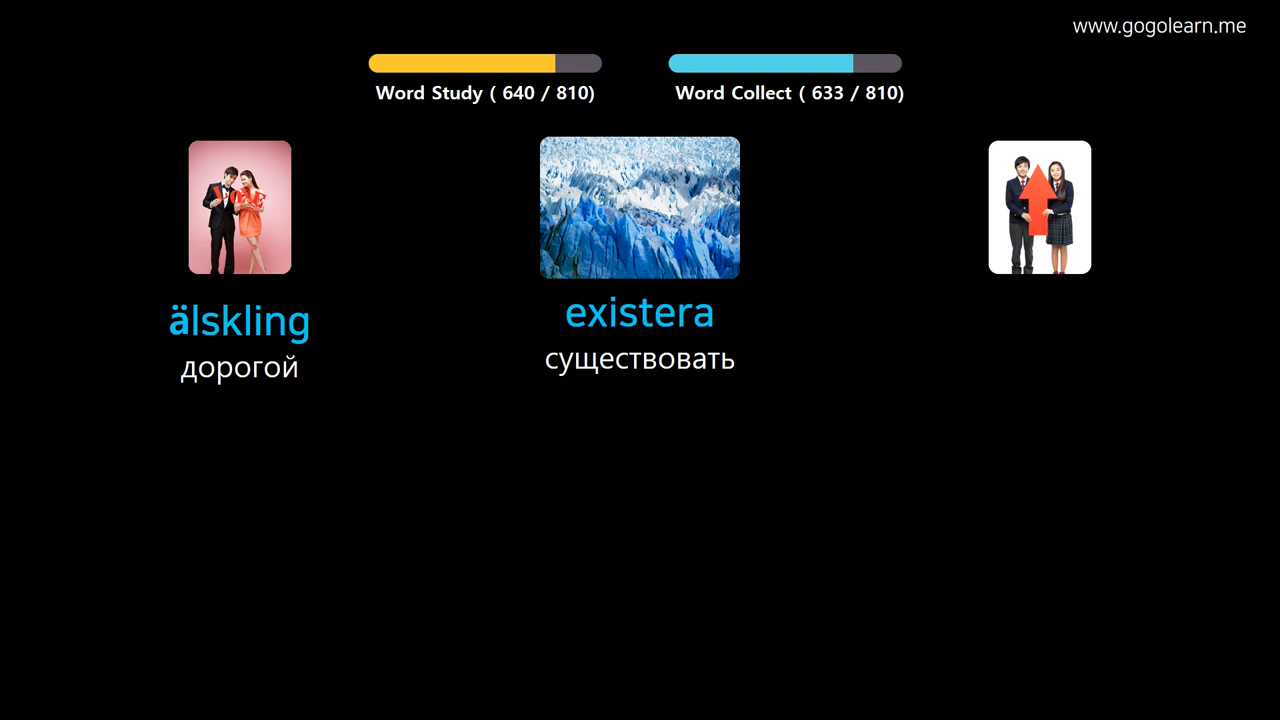 www.gogolearn.me
Word Study ( 640 / 810)
Word Collect ( 633 / 810)
älskling
дорогой
existera
существовать